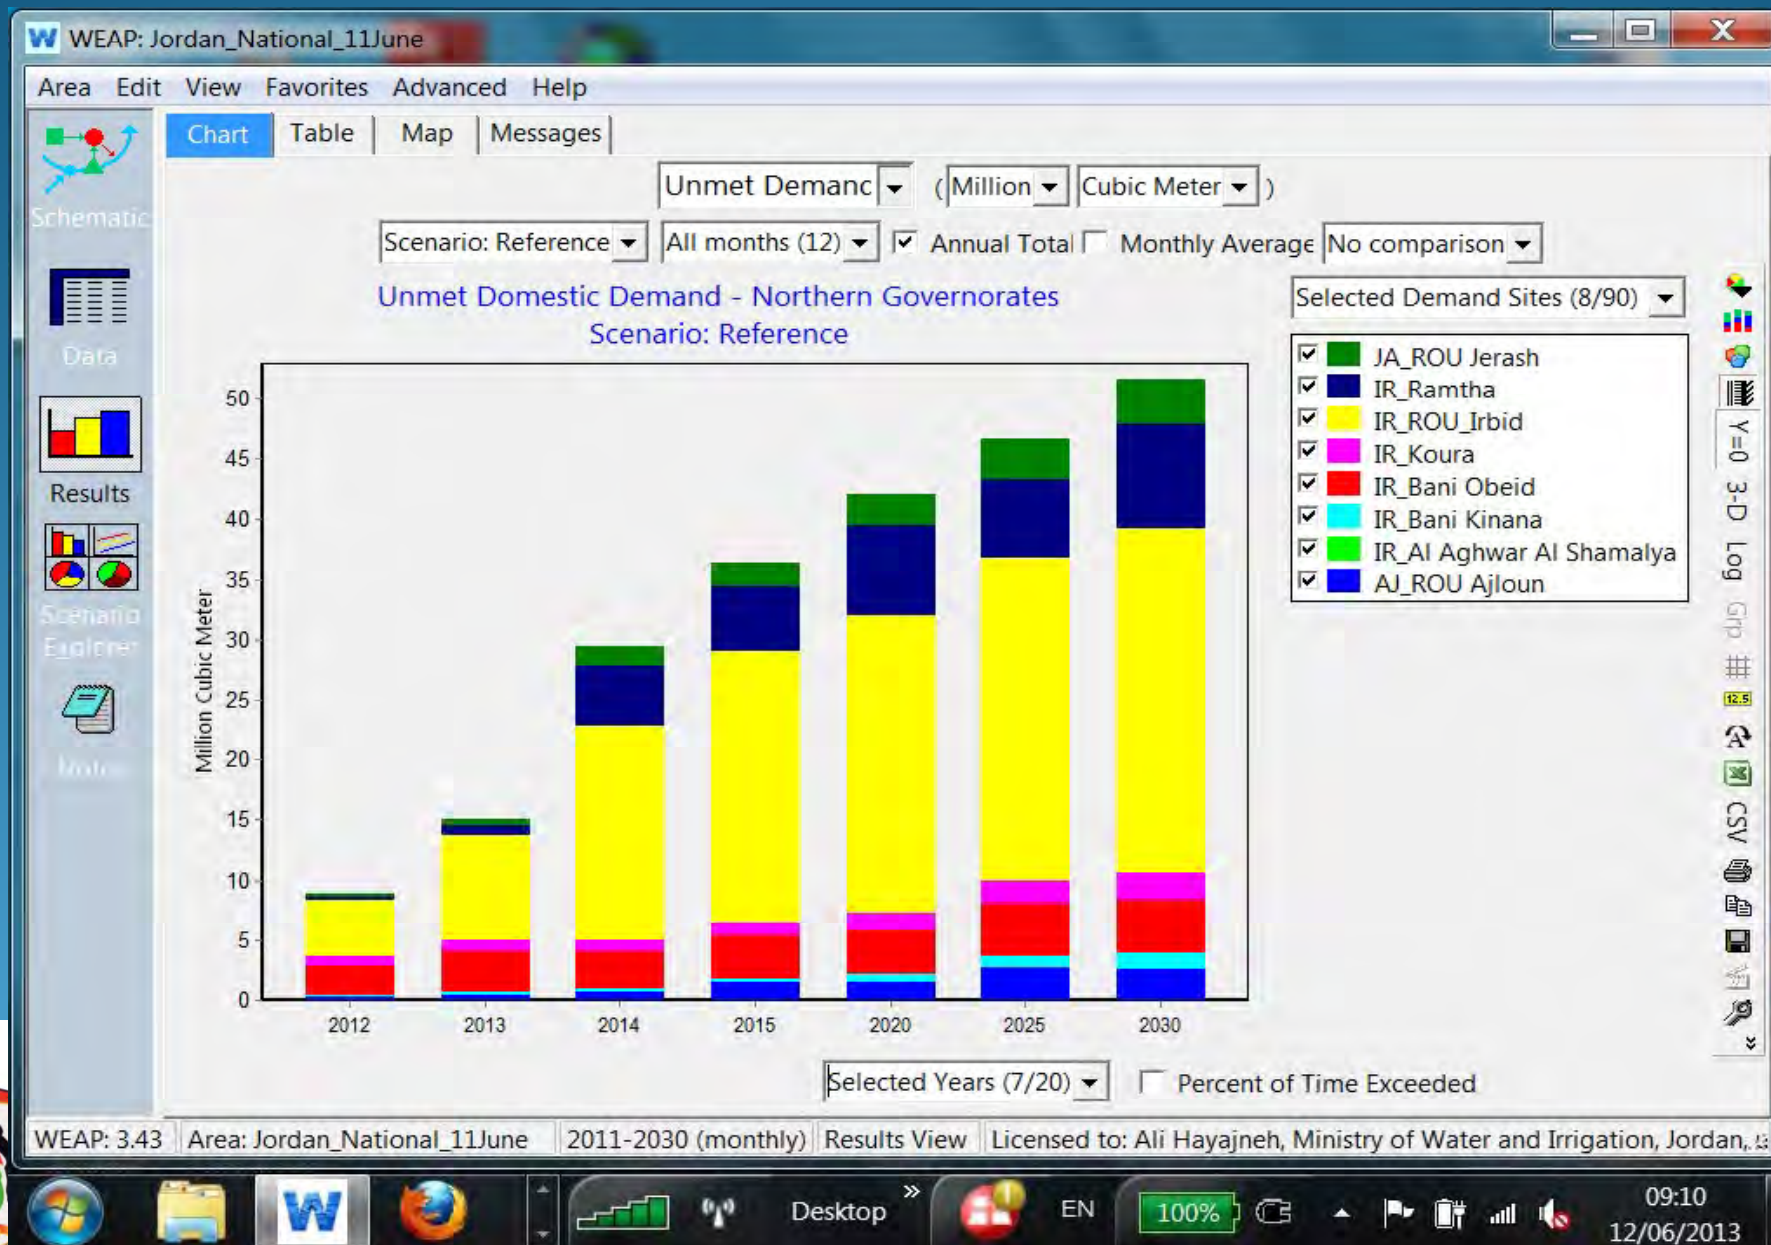 WEAP: Jordan_National_11June
Area Edit View Favorites Advanced Help
Chart Table Map Messages
Unmet Demanc ( Million Cubic Meter )
Scenario: Reference All months (12) Annual Total Monthly Average No comparison
Unmet Domestic Demand - Northern Governorates
Scenario: Reference
Selected Demand Sites (8/90)
JA_ROU Jerash
IR_Ramtha
IR_ROU_Irbid
IR_Koura
IR_Bani Obeid
IR_Bani Kinana
IR_Al Aghwar Al Shamalya
AJ_ROU Ajloun
Schematic
Data
Results
Scenario
Explorer
Notes
Million Cubic Meter
50
45
40
35
30
25
20
15
10
5
0
2012 2013 2014 2015 2020 2025 2030
Y=0
3-D
Log
Grp
12.5
A
CSV
Selected Years (7/20) Percent of Time Exceeded
WEAP: 3.43 Area: Jordan_National_11June 2011-2030 (monthly) Results View Licensed to: Ali Hayajneh, Ministry of Water and Irrigation, Jordan,
Desktop » EN 100% 09:10
12/06/2013